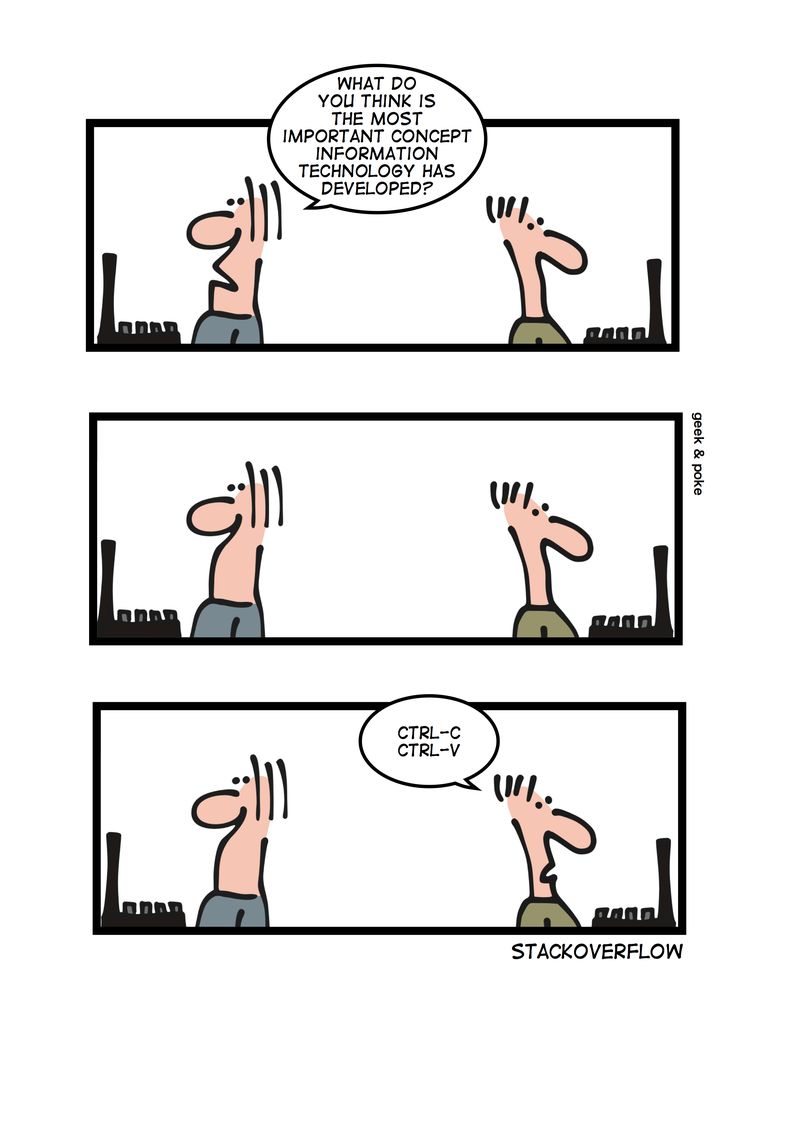 WHAT DO
YOU THINK IS
THE MOST
IMPORTANT CONCEPT
INFORMATION
TECHNOLOGY HAS
DEVELOPED?
geek & poke
CTRL-C
CTRL-V
STACKOVERFLOW